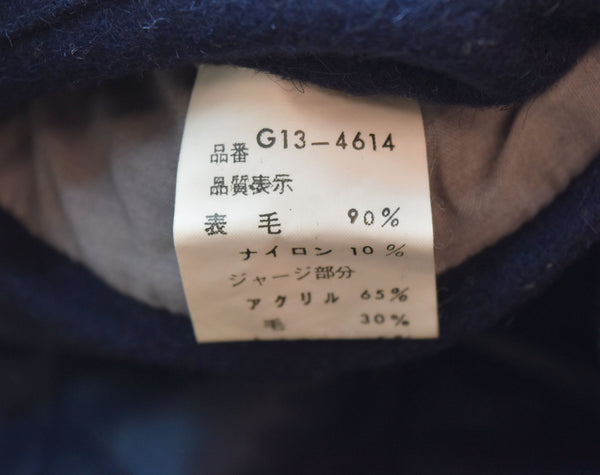 品番 G13-4614
品質表示
表 毛 90%
ナイロン 10%
ジャージ部分
アクリル 65%
毛 30%